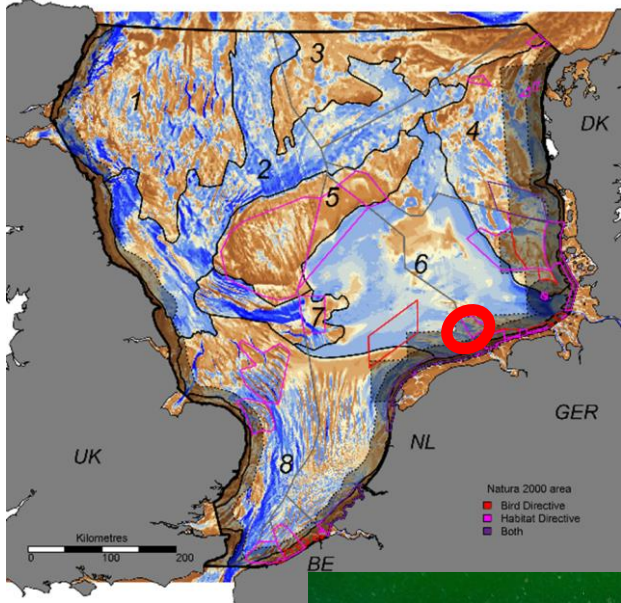 3
1
4
DK
2
5
6
7
GER
NL
UK
8
Natura 2000 area
Bird Directive
Habitat Directive
Both
Kilometres
0 100 200
BE